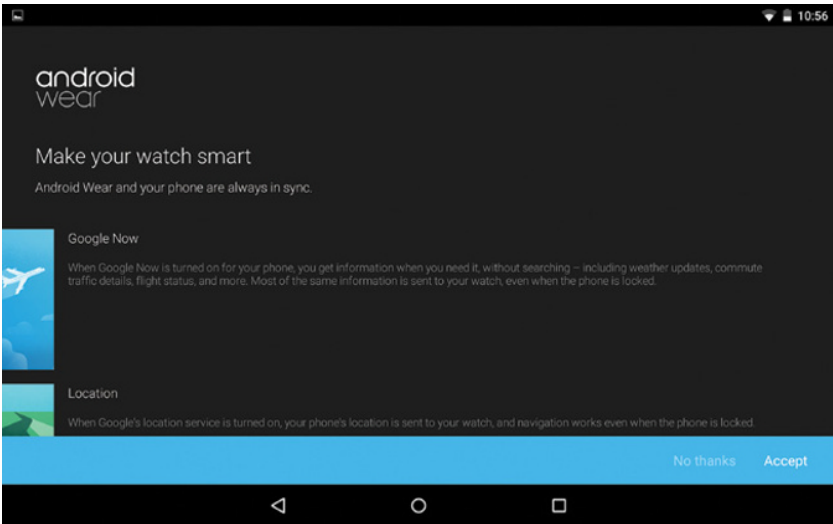 10:56
android
wear
Make your watch smart
Android Wear and your phone are always in sync.
Google Now
When Google Now is turned on for your phone, you get information when you need it, without searching – including weather updates, commute
traffic details, flight status, and more. Most of the same information is sent to your watch, even when the phone is locked.
Location
When Google's location service is turned on, your phone's location is sent to your watch, and navigation works even when the phone is locked.
No thanks Accept